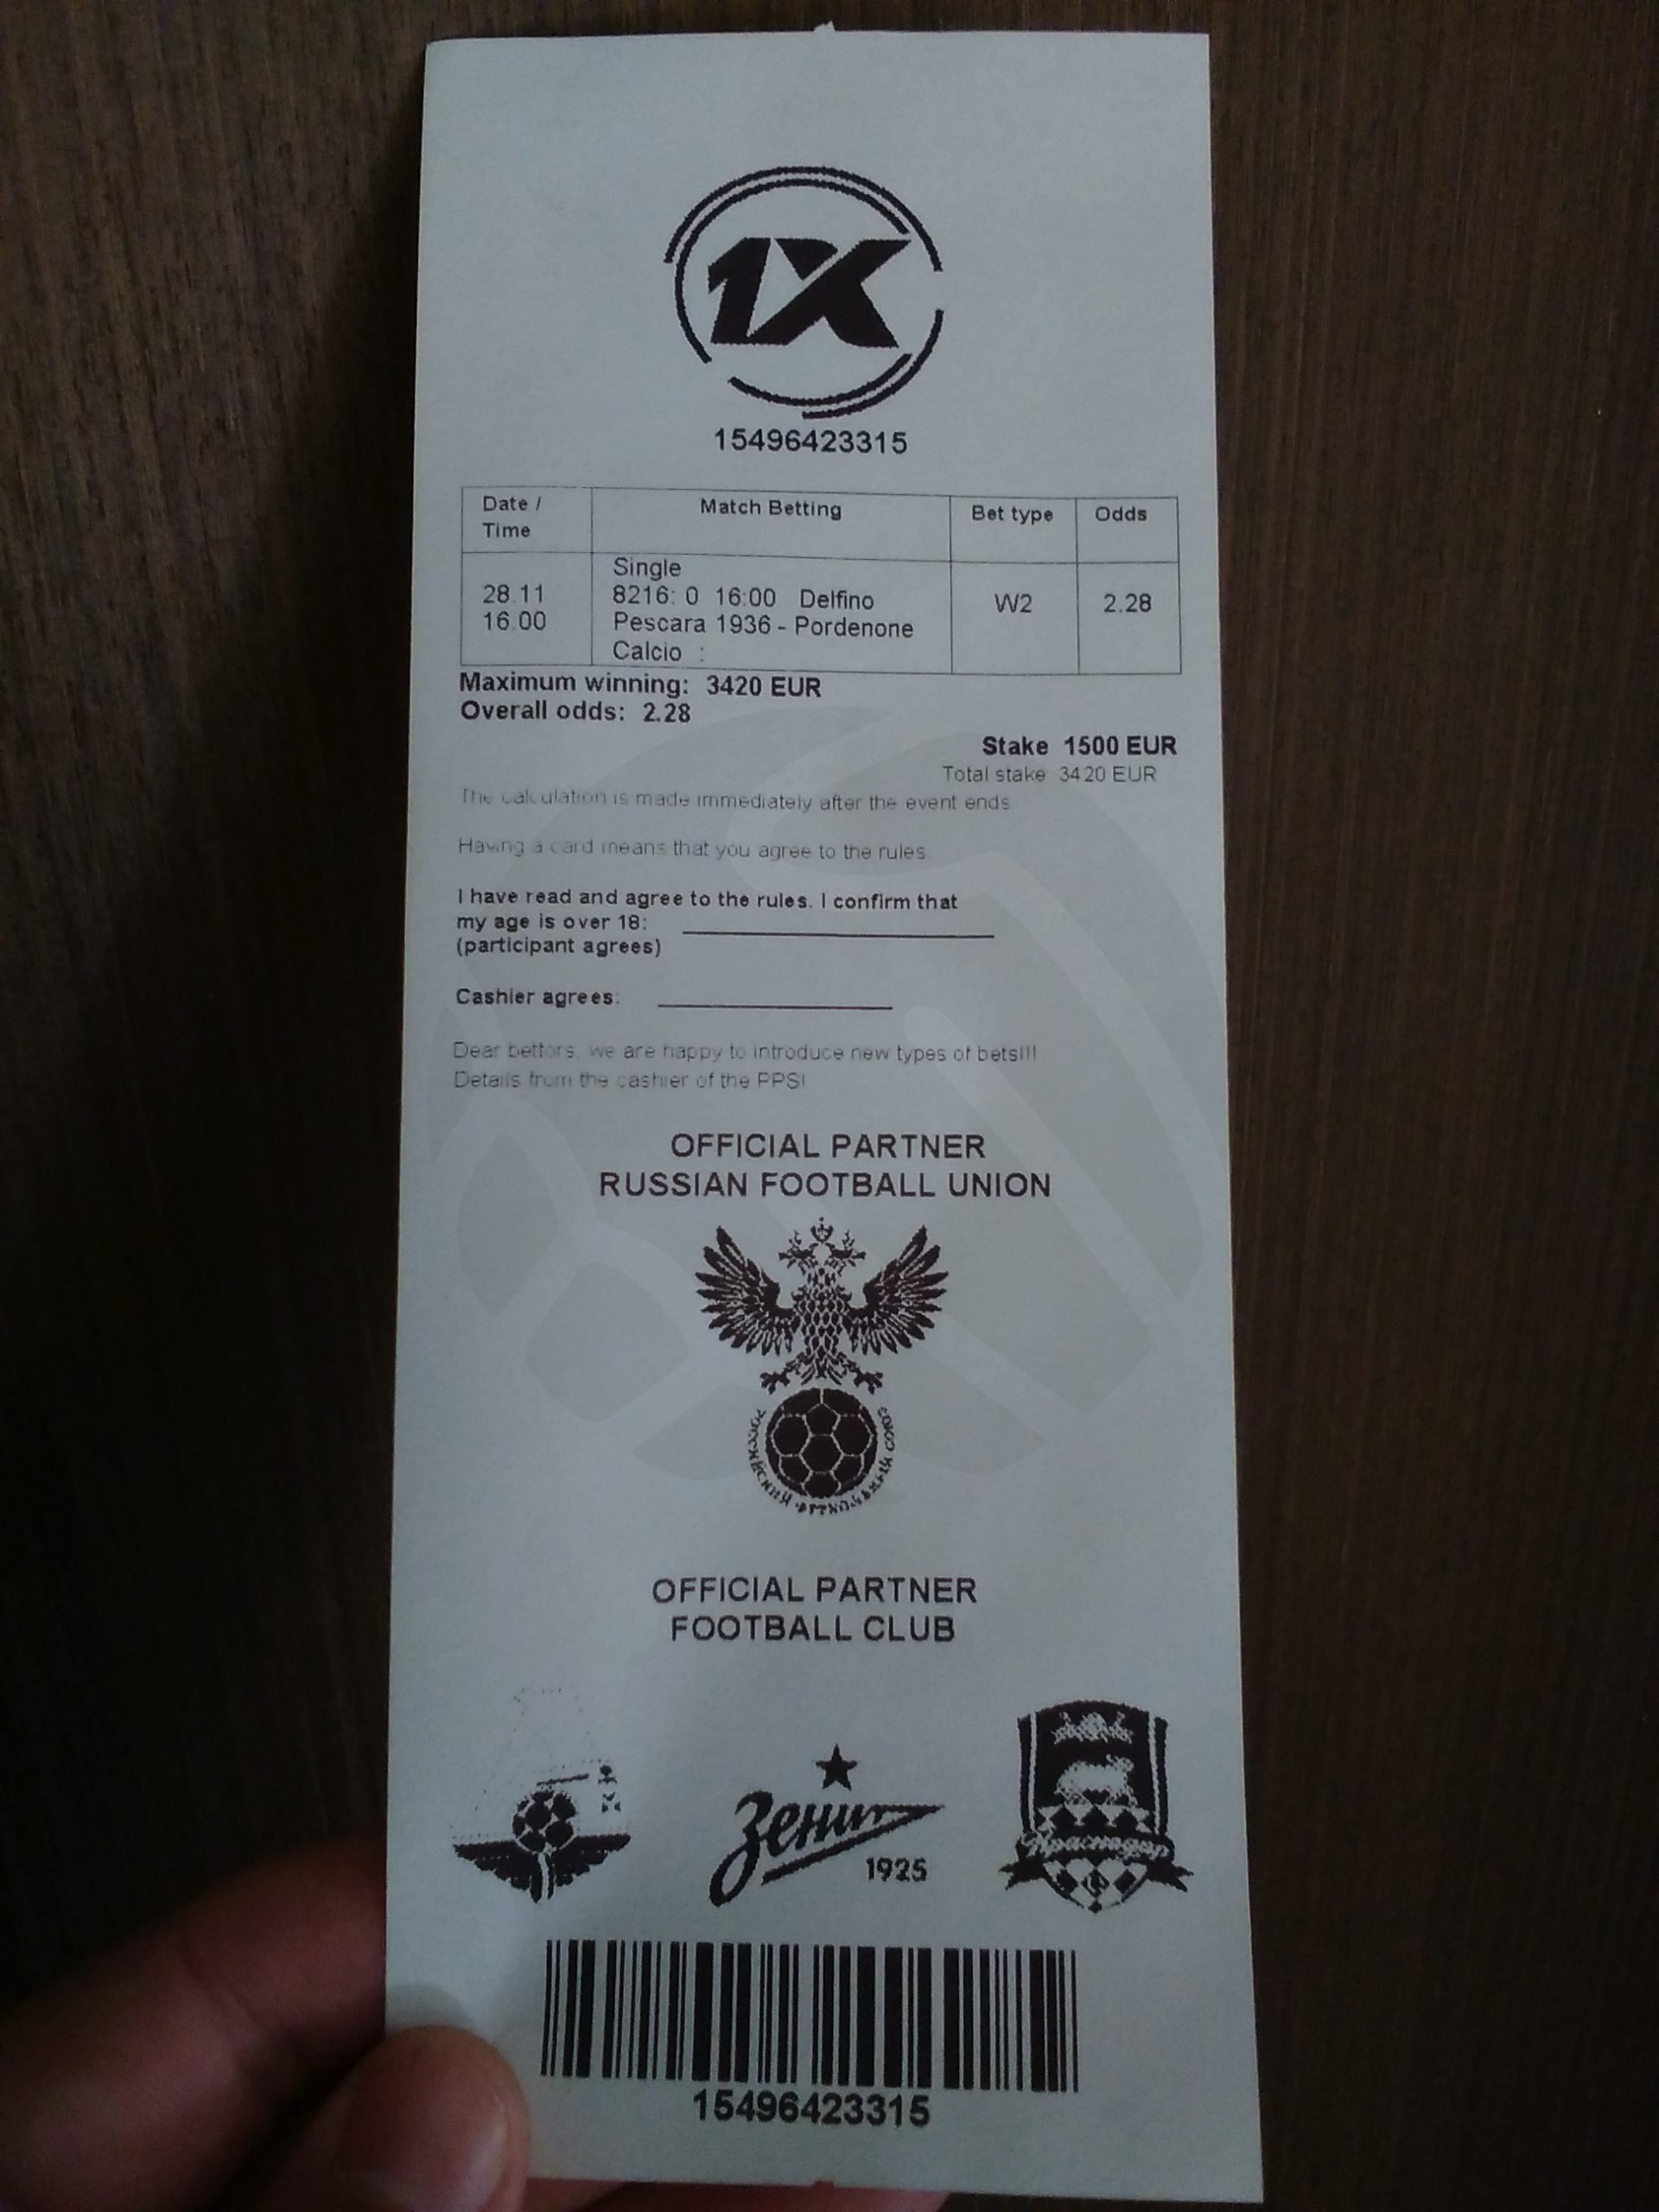 1X
15496423315
Date / Time Match Betting Bet type Odds
28.11 16.00 Single 8216: 0 16:00 Delfino Pescara 1936 - Pordenone Calcio : W2 2.28
Maximum winning: 3420 EUR
Overall odds: 2.28
Stake 1500 EUR
Total stake 3420 EUR
The calculation is made immediately after the event ends
Having a card means that you agree to the rules
I have read and agree to the rules. I confirm that
my age is over 18:
(participant agrees)
Cashier agrees:
Dear bettors, we are happy to introduce new types of bets!!!
Details from the cashier of the PPS!
OFFICIAL PARTNER
RUSSIAN FOOTBALL UNION
OFFICIAL PARTNER
FOOTBALL CLUB
Зенит
1925
15496423315